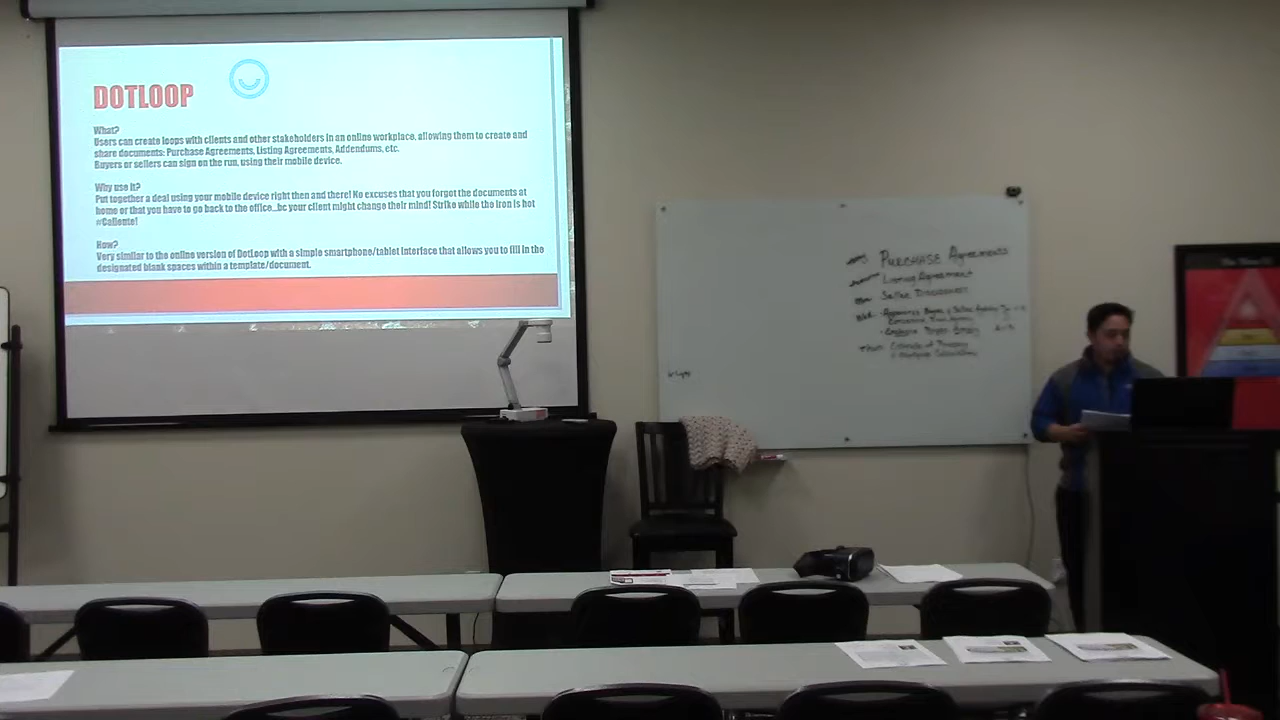 DOTLOOP
What?
Users can create loops with clients and other stakeholders in an online workplace, allowing them to create and
share documents: Purchase Agreements, Listing Agreements, Addendums, etc.
Buyers or sellers can sign on the run, using their mobile device.
Why use it?
Put together a deal using your mobile device right then and there! No excuses that you forgot the documents at
home or that you have to go back to the office...bc your client might change their mind! Strike while the iron is hot
#Caliente!
How?
Very similar to the online version of DotLoop with a simple smartphone/tablet interface that allows you to fill in the
designated blank spaces within a template/document.
Purchase Agreements
Listing Agreement
Seller